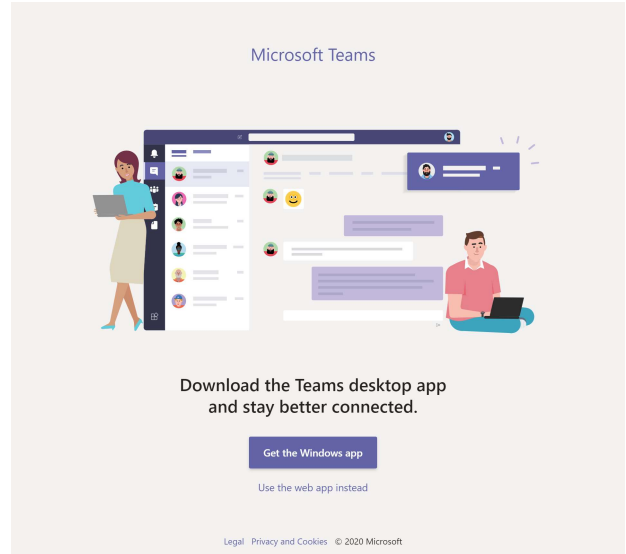 Microsoft Teams
Download the Teams desktop app
and stay better connected.
Get the Windows app
Use the web app instead
Legal Privacy and Cookies © 2020 Microsoft